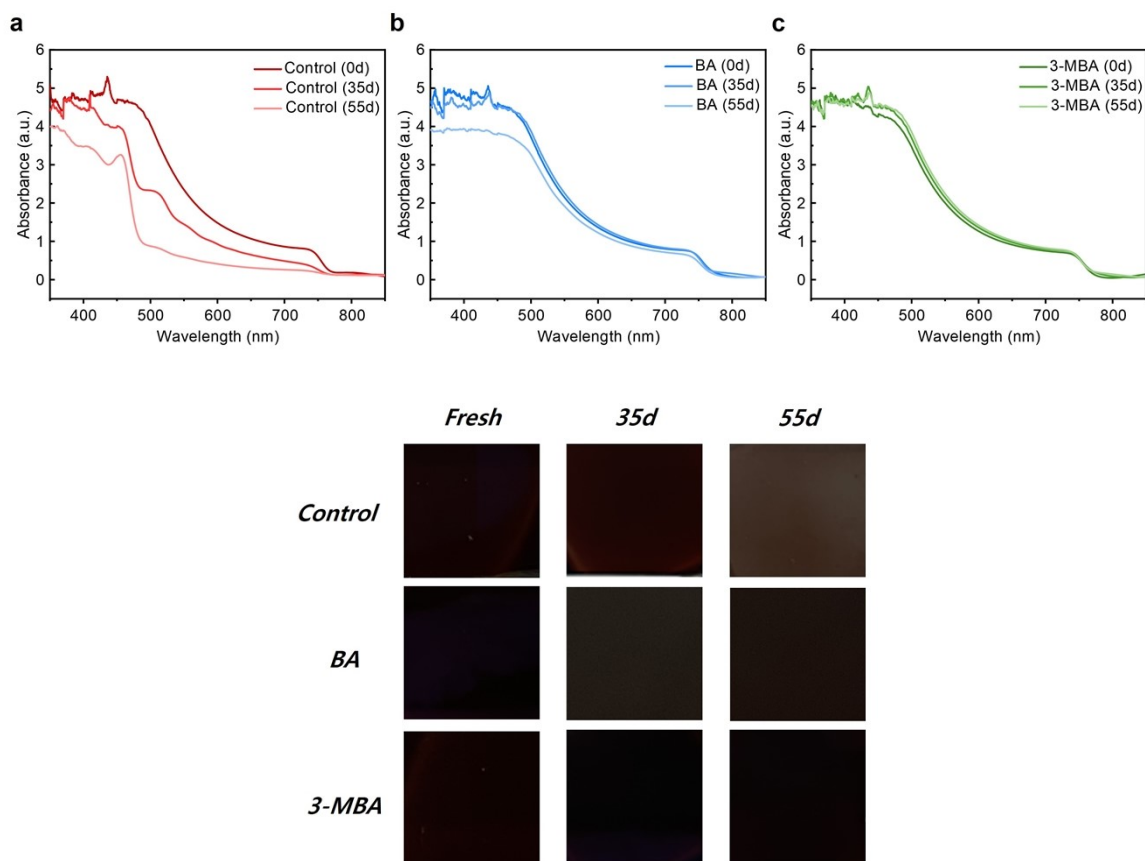 a
6
5
4
3
2
1
0
Absorbance (a.u.)
Control (0d)
Control (35d)
Control (55d)
400 500 600 700 800
Wavelength (nm)
b
6
5
4
3
2
1
0
Absorbance (a.u.)
BA (0d)
BA (35d)
BA (55d)
400 500 600 700 800
Wavelength (nm)
c
6
5
4
3
2
1
0
Absorbance (a.u.)
3-MBA (0d)
3-MBA (35d)
3-MBA (55d)
400 500 600 700 800
Wavelength (nm)
Fresh 35d 55d
Control
BA
3-MBA